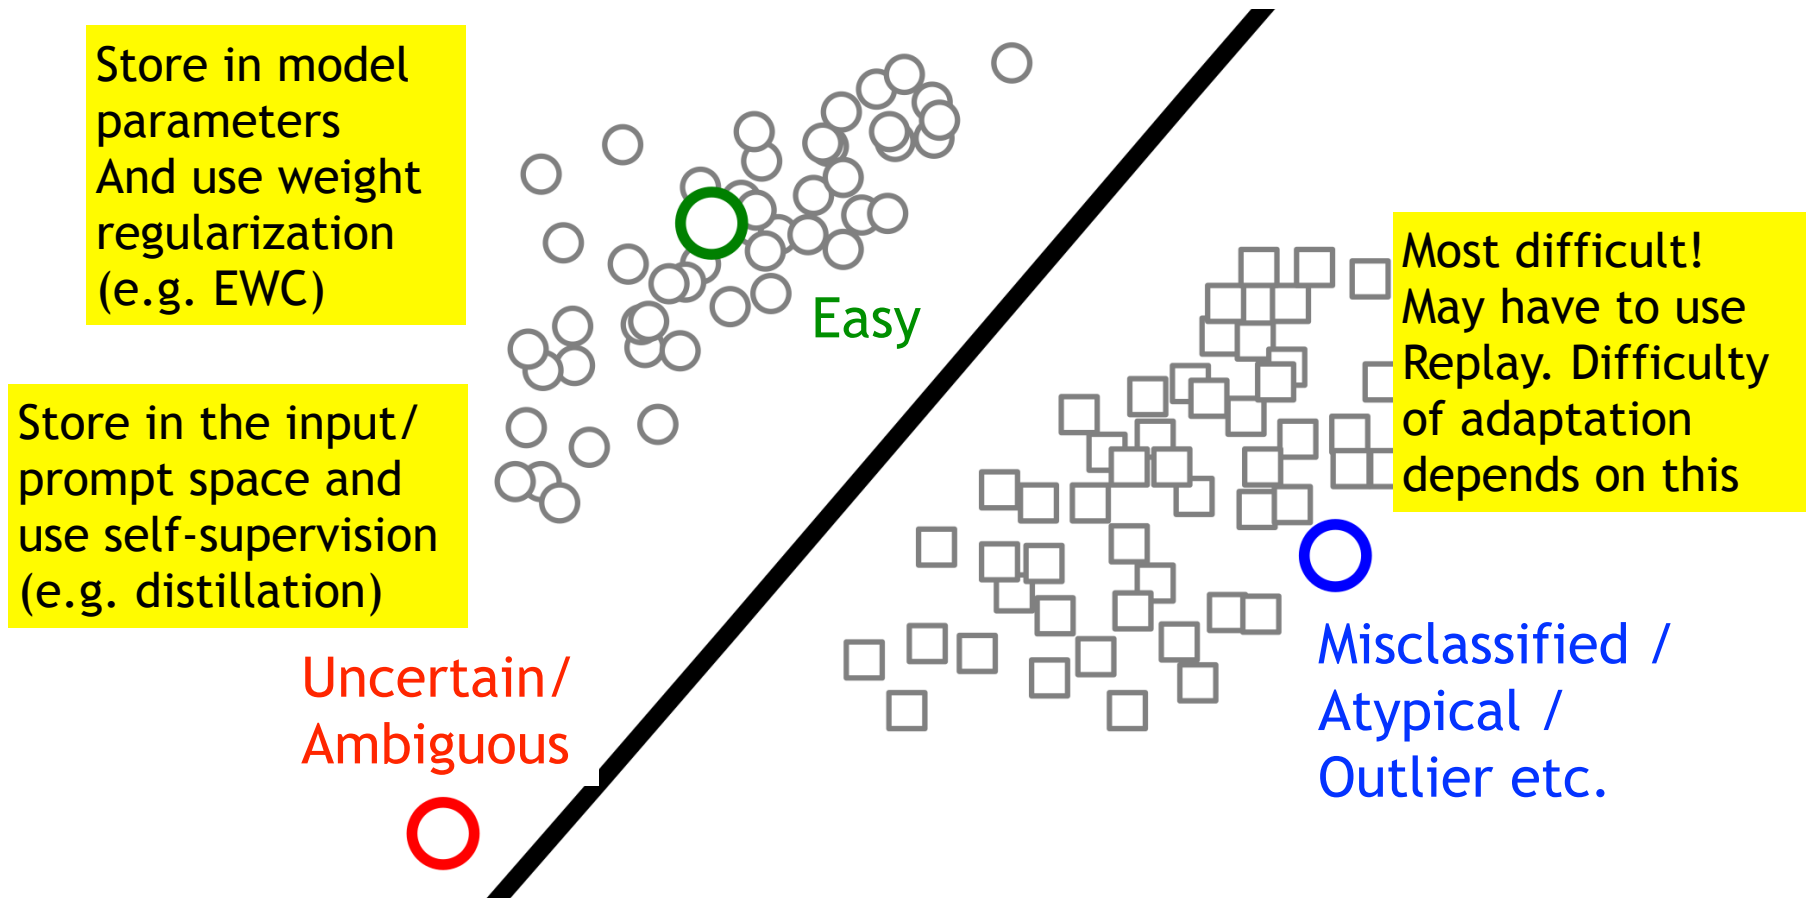 Store in model
parameters
And use weight
regularization
(e.g. EWC)
Easy
Most difficult!
May have to use
Replay. Difficulty
of adaptation
depends on this
Store in the input/
prompt space and
use self-supervision
(e.g. distillation)
Uncertain/
Ambiguous
Misclassified /
Atypical /
Outlier etc.